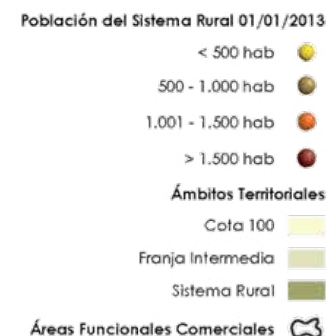 Población del Sistema Rural 01/01/2013
< 500 hab
500 - 1.000 hab
1.001 - 1.500 hab
> 1.500 hab
Ámbitos Territoriales
Cota 100
Franja Intermedia
Sistema Rural
Áreas Funcionales Comerciales